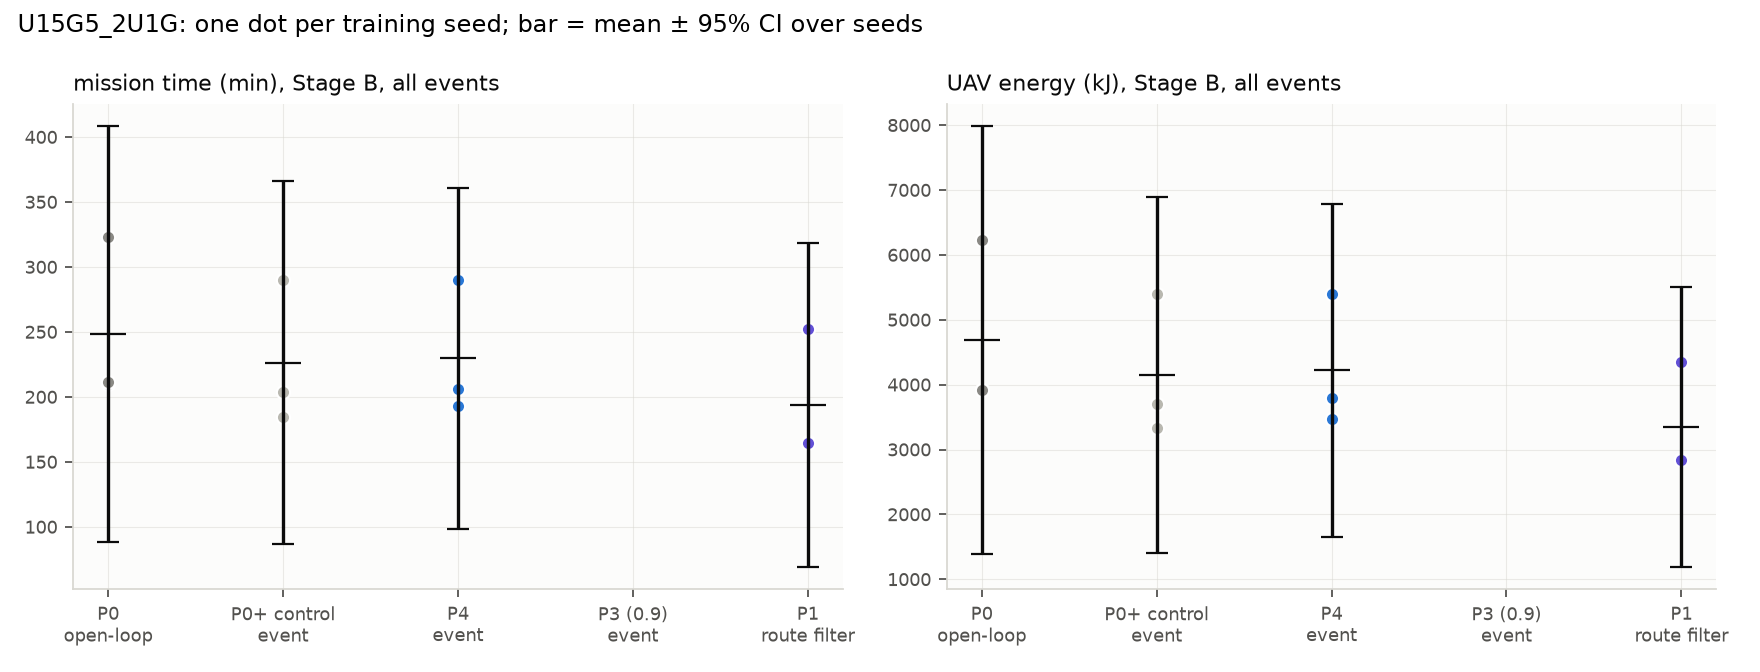 U15G5_2U1G: one dot per training seed; bar = mean ± 95% CI over seeds
mission time (min), Stage B, all events
400
350
300
250
200
150
100
P0
open-loop
P0+ control
event
P4
event
P3 (0.9)
event
P1
route filter
UAV energy (kJ), Stage B, all events
8000
7000
6000
5000
4000
3000
2000
1000
P0
open-loop
P0+ control
event
P4
event
P3 (0.9)
event
P1
route filter